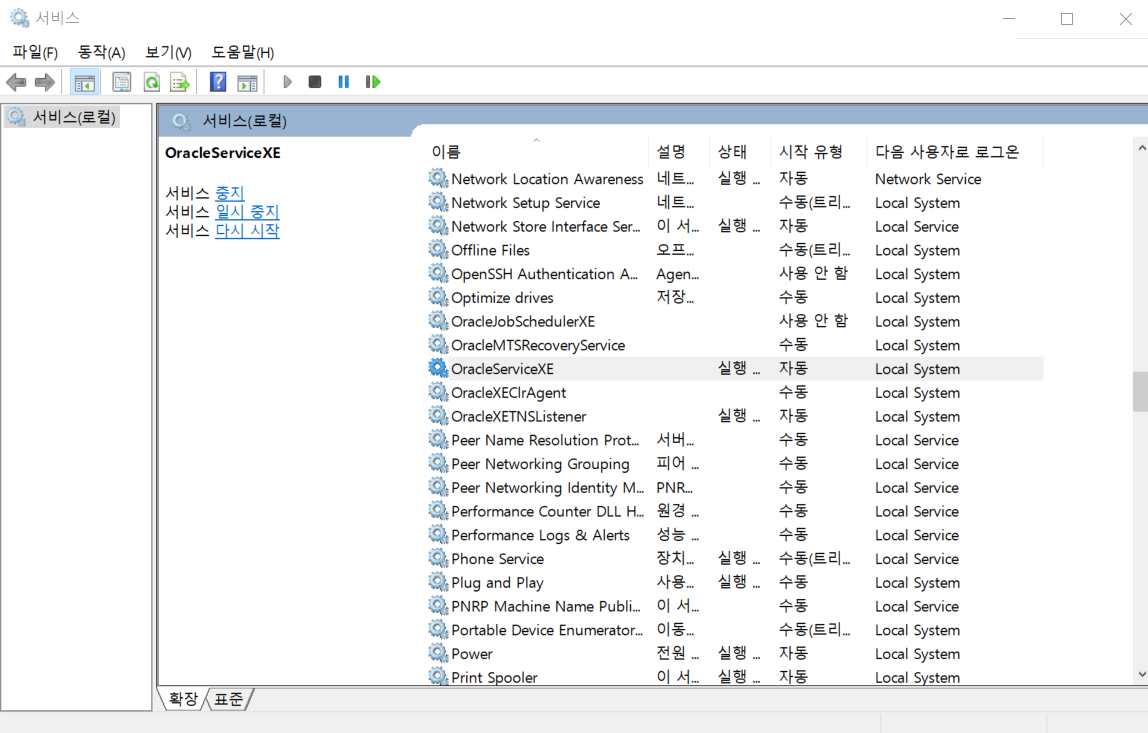 서비스
파일(F) 동작(A) 보기(V) 도움말(H)
서비스(로컬)
서비스(로컬)
OracleServiceXE
서비스 중지
서비스 일시 중지
서비스 다시 시작
이름 설명 상태 시작 유형 다음 사용자로 로그온
Network Location Awareness 네트... 실행 ... 자동 Network Service
Network Setup Service 네트... 수동(트리... Local System
Network Store Interface Ser... 이 서... 실행 ... 자동 Local Service
Offline Files 오프... 수동(트리... Local System
OpenSSH Authentication A... Agen... 사용 안 함 Local System
Optimize drives 저장... 수동 Local System
OracleJobSchedulerXE 사용 안 함 Local System
OracleMTSRecoveryService 수동 Local System
OracleServiceXE 실행 ... 자동 Local System
OracleXEClrAgent 수동 Local System
OracleXETNSListener 실행 ... 자동 Local System
Peer Name Resolution Prot... 서버... 수동 Local Service
Peer Networking Grouping 피어 ... 수동 Local Service
Peer Networking Identity M... PNR... 수동 Local Service
Performance Counter DLL H... 원경 ... 수동 Local Service
Performance Logs & Alerts 성능 ... 수동 Local Service
Phone Service 장치... 실행 ... 수동(트리... Local Service
Plug and Play 사용... 실행 ... 수동 Local System
PNRP Machine Name Publi... 이 서... 수동 Local Service
Portable Device Enumerator... 이동... 수동(트리... Local System
Power 전원 ... 실행 ... 자동 Local System
Print Spooler 이 서... 실행 ... 자동 Local System
확장 표준